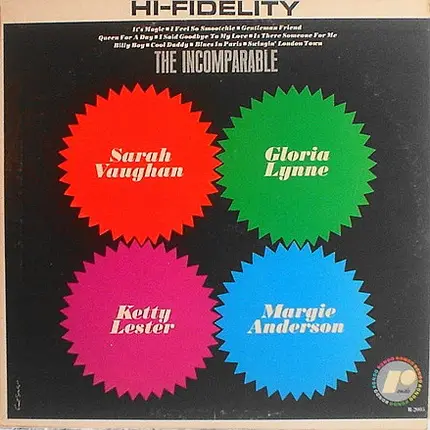 HI-FIDELITY
It's Magic • I Feel So Smoochie • Gentleman Friend
Queen For A Day • I Said Goodbye To My Love • Is There Someone For Me
Billy Boy • Cool Daddy • Blues In Paris • Swingin' London Town
THE INCOMPARABLE
Sarah
Vaughan
Gloria
Lynne
Ketty
Lester
Margie
Anderson